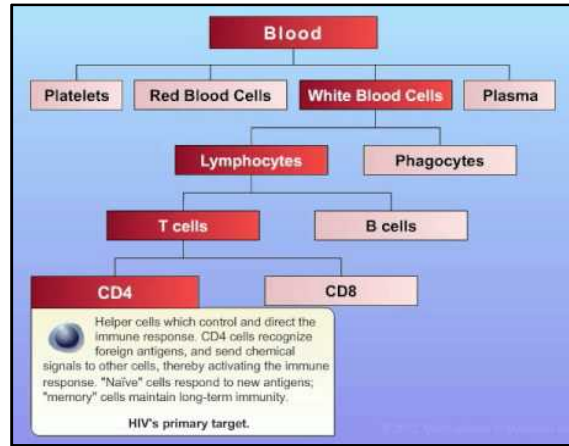 Blood
Platelets
Red Blood Cells
White Blood Cells
Plasma
Lymphocytes
Phagocytes
T cells
B cells
CD4
CD8
Helper cells which control and direct the
immune response. CD4 cells recognize
foreign antigens, and send chemical
signals to other cells, thereby activating the immune
response. "Naïve" cells respond to new antigens;
"memory" cells maintain long-term immunity.
HIV's primary target.